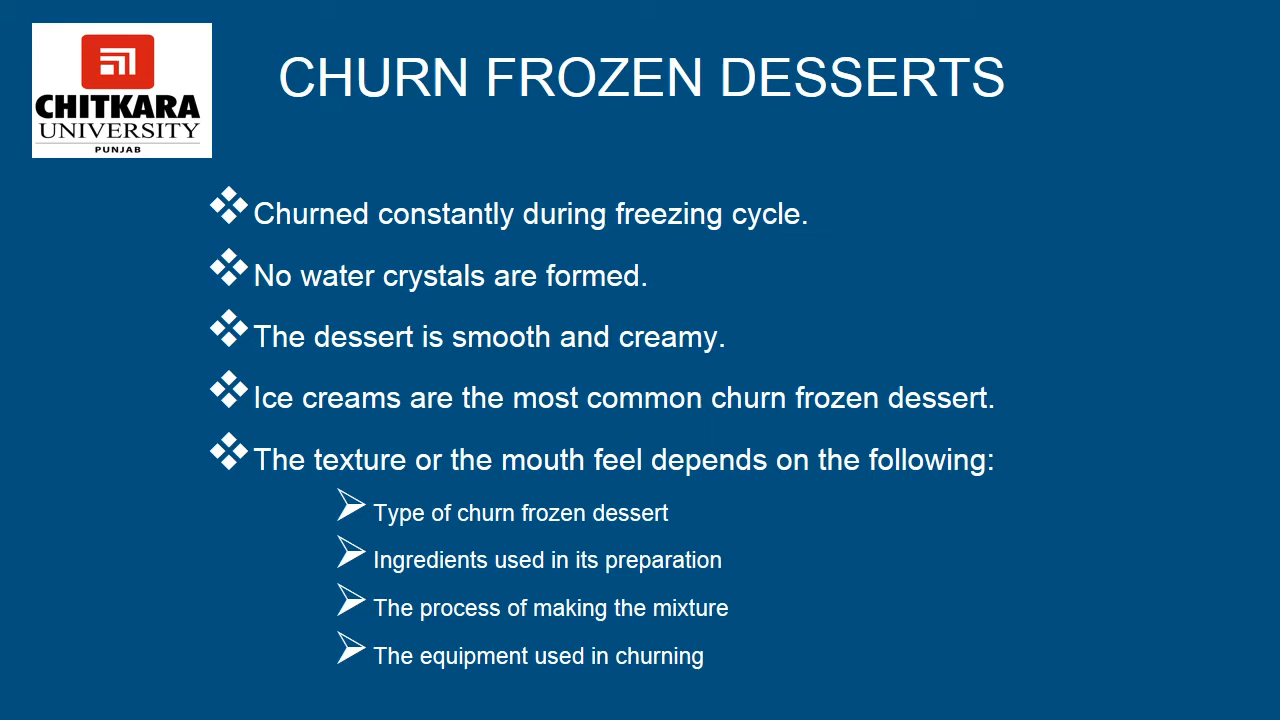 CHITKARA
UNIVERSITY
PUNJAB
CHURN FROZEN DESSERTS
Churned constantly during freezing cycle.
No water crystals are formed.
The dessert is smooth and creamy.
Ice creams are the most common churn frozen dessert.
The texture or the mouth feel depends on the following:
Type of churn frozen dessert
Ingredients used in its preparation
The process of making the mixture
The equipment used in churning